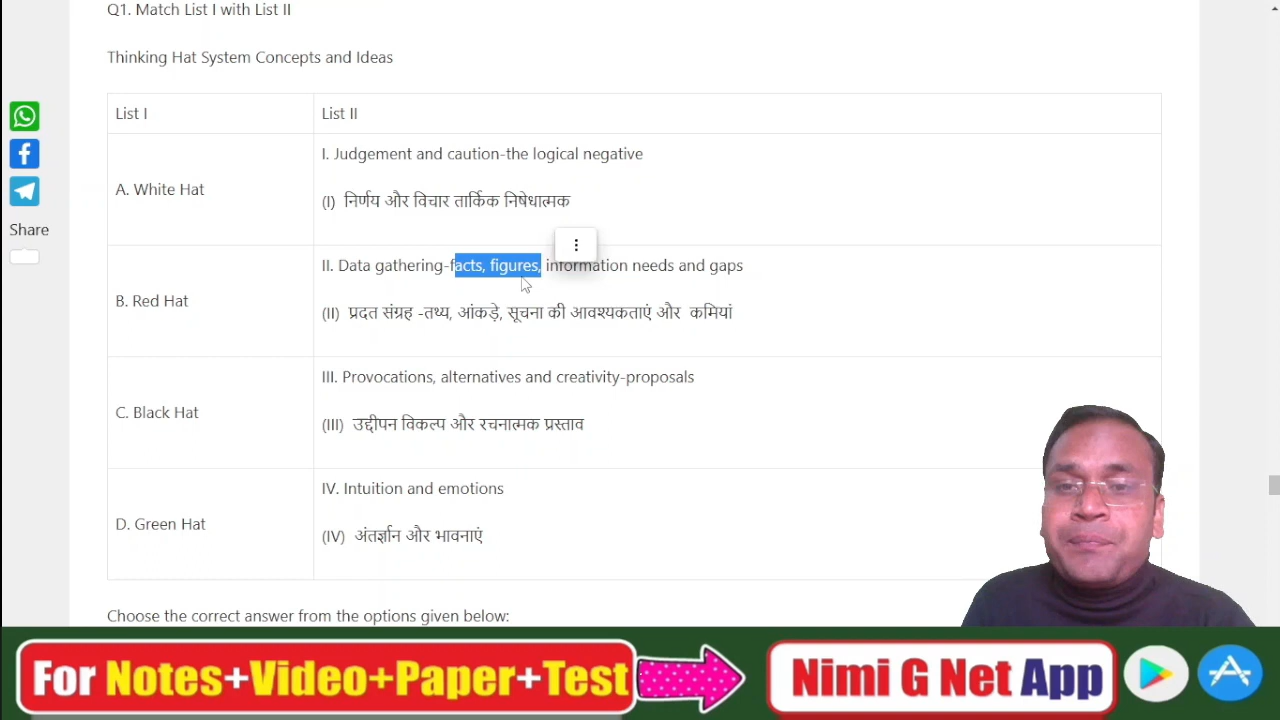 Q1. Match List I with List II
Thinking Hat System Concepts and Ideas
List I
List II
A. White Hat
I. Judgement and caution-the logical negative
(I) निर्णय और विचार तार्किक निषेधात्मक
B. Red Hat
II. Data gathering-facts, figures, information needs and gaps
(II) प्रदत संग्रह -तथ्य, आंकड़े, सूचना की आवश्यकताएं और कमियां
C. Black Hat
III. Provocations, alternatives and creativity-proposals
(III) उद्दीपन विकल्प और रचनात्मक प्रस्ताव
D. Green Hat
IV. Intuition and emotions
(IV) अंतर्ज्ञान और भावनाएं
Choose the correct answer from the options given below:
Share
For Notes+Video+Paper+Test
Nimi G Net App